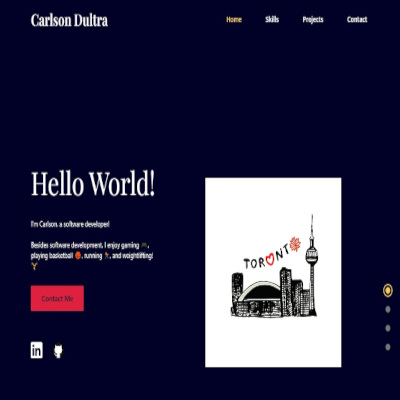 Carlson Dultra
Home Skills Projects Contact
Hello World!
I'm Carlson, a software developer!
Besides software development, I enjoy gaming 🎮,
playing basketball 🏀, running 🏃, and weightlifting!
🏋
TORONTO
Contact Me
in